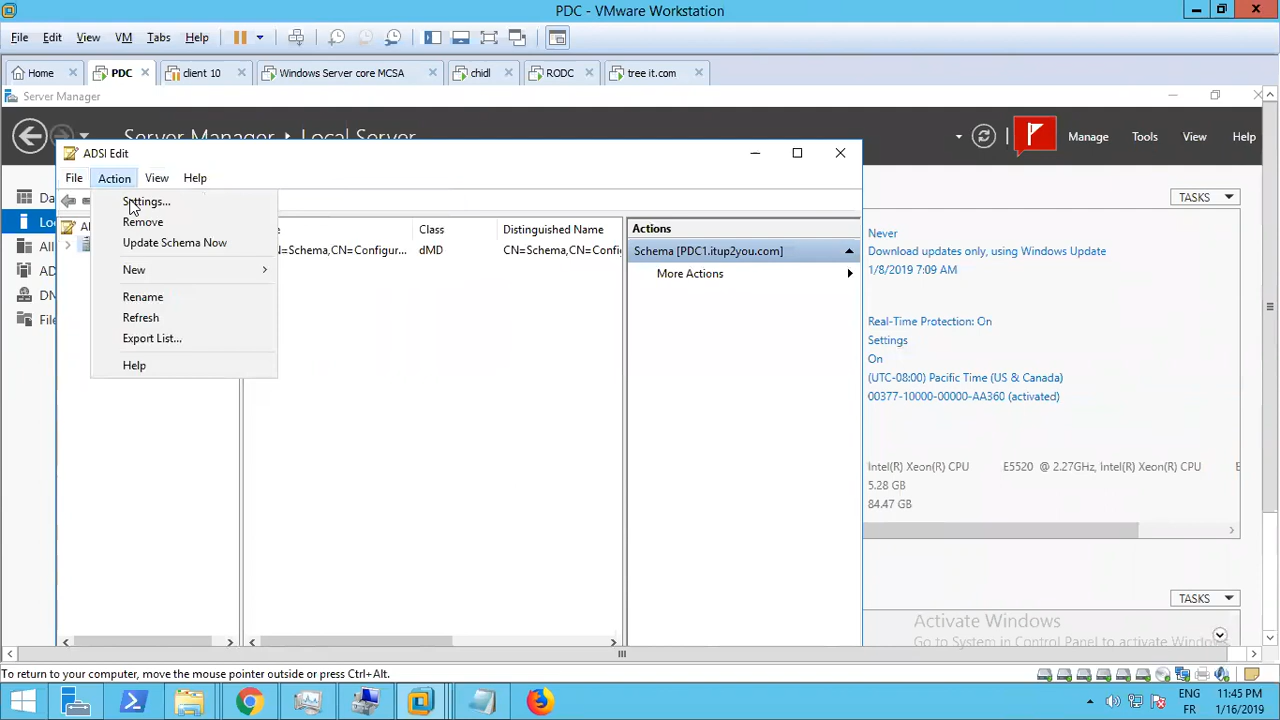 PDC - VMware Workstation
File Edit View VM Tabs Help
Home PDC client 10 Windows Server core MCSA chidl RODC tree it.com
Server Manager
Server Manager Local Server
Manage Tools View Help
ADSI Edit
File Action View Help
Settings...
Remove
Update Schema Now
New
Rename
Refresh
Export List...
Help
Class Distinguished Name
=Schema,CN=Configur... dMD CN=Schema,CN=Config
Actions
Schema [PDC1.itup2you.com]
More Actions
TASKS
Never
Download updates only, using Windows Update
1/8/2019 7:09 AM
Real-Time Protection: On
Settings
On
(UTC-08:00) Pacific Time (US & Canada)
00377-10000-00000-AA360 (activated)
Intel(R) Xeon(R) CPU E5520 @ 2.27GHz, Intel(R) Xeon(R) CPU E
5.28 GB
84.47 GB
TASKS
Activate Windows
Go to System in Control Panel to activate Windows
To return to your computer, move the mouse pointer outside or press Ctrl+Alt.
ENG 11:45 PM
FR 1/16/2019